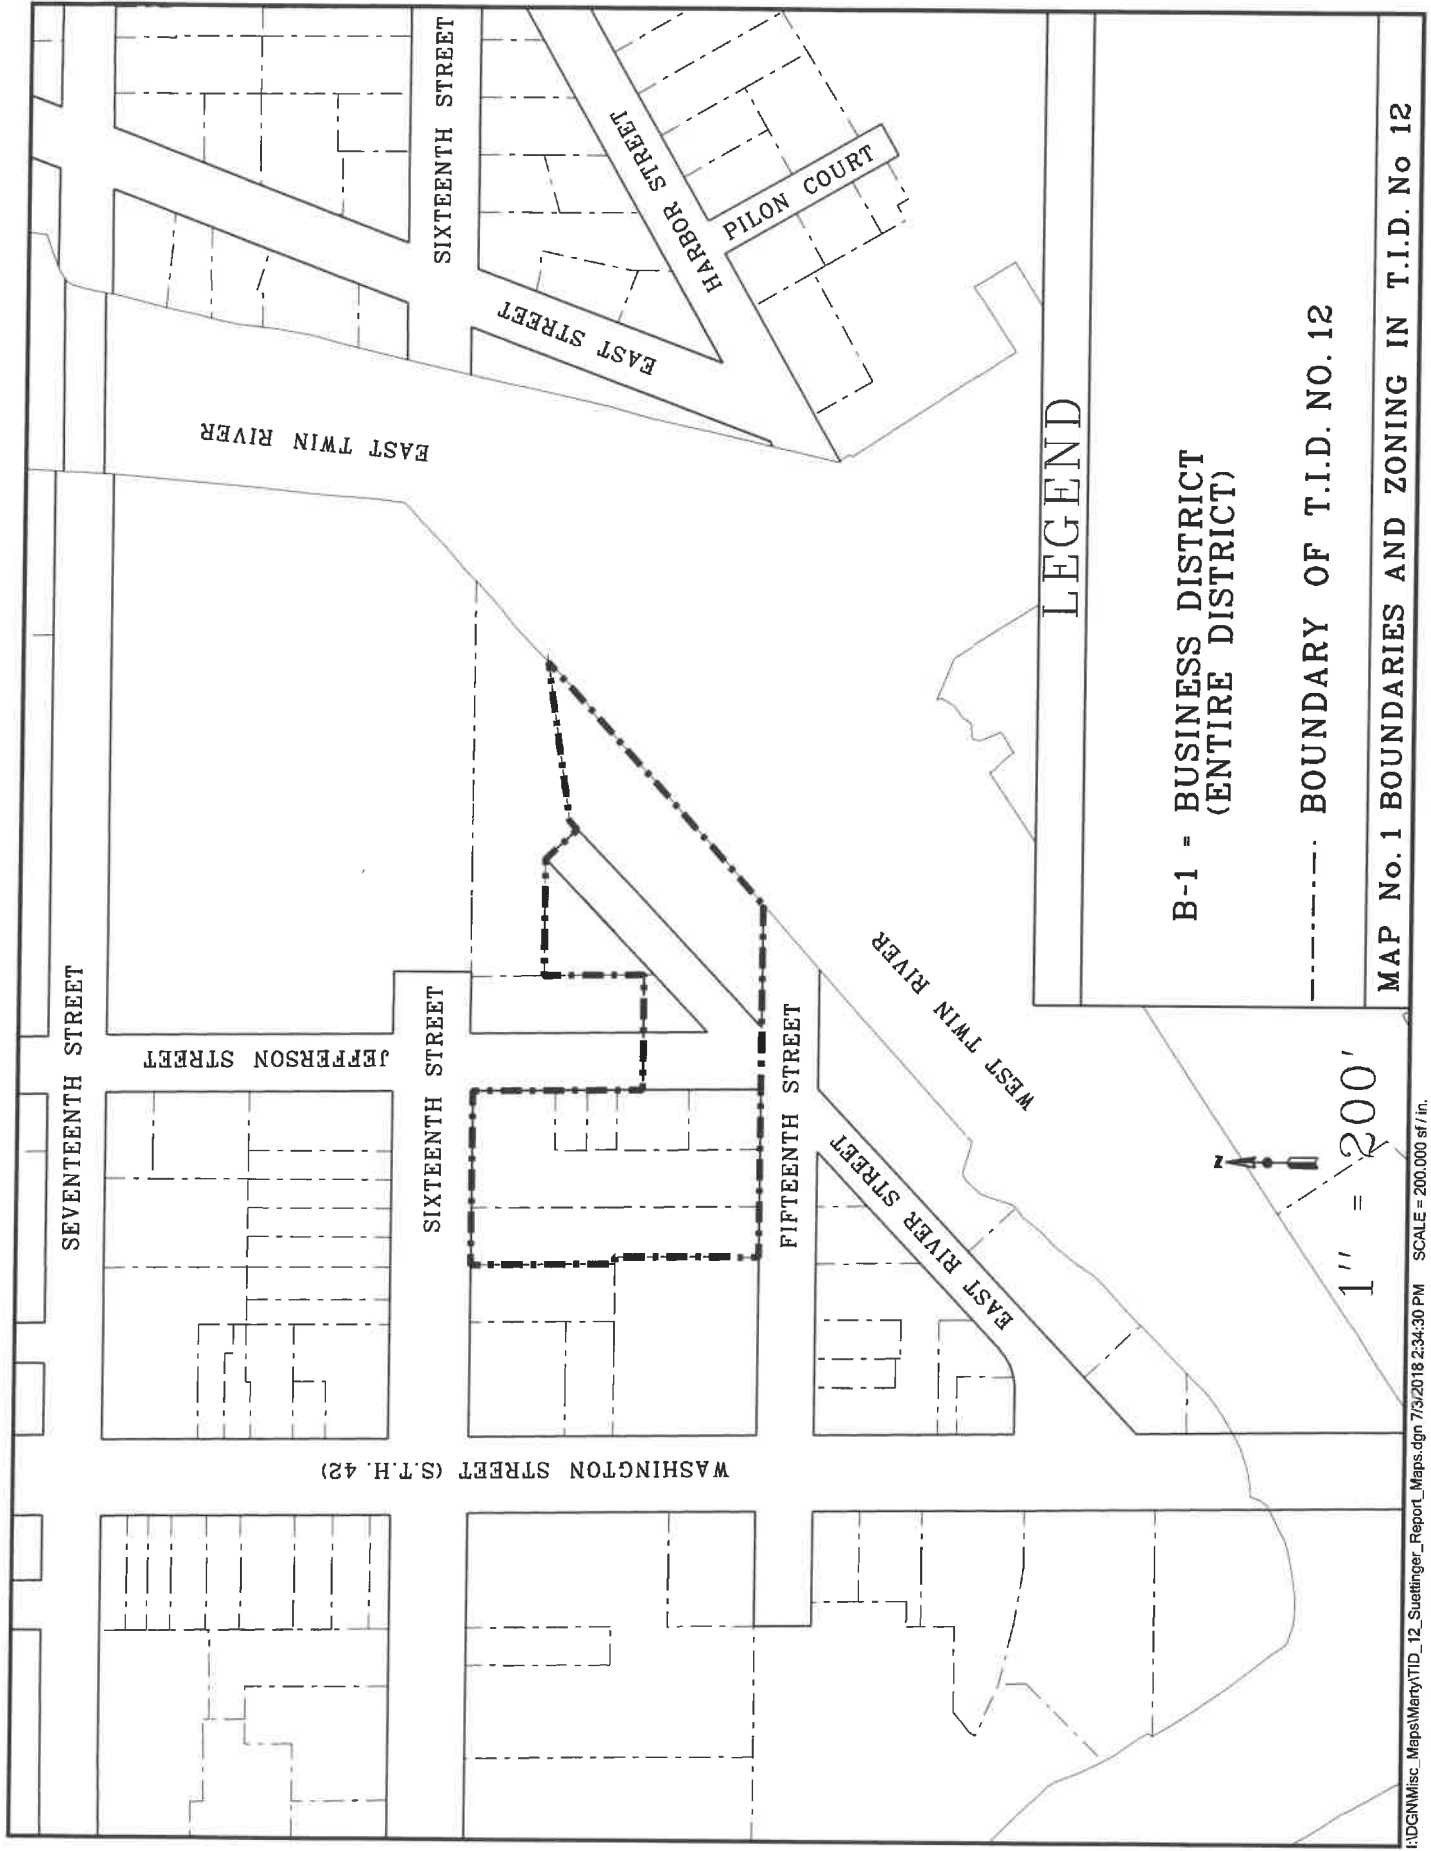 SEVENTEENTH STREET
JEFFERSON STREET
SIXTEENTH STREET
FIFTEENTH STREET
WASHINGTON STREET (S.T.H. 42)
EAST RIVER STREET
WEST TWIN RIVER
EAST TWIN RIVER
SIXTEENTH STREET
EAST STREET
HARBOR STREET
PILON COURT
N
1'' = 200'
LEGEND
B-1 = BUSINESS DISTRICT
(ENTIRE DISTRICT)
BOUNDARY OF T.I.D. NO. 12
MAP No. 1 BOUNDARIES AND ZONING IN T.I.D. No 12
I:\DGN\Misc_Maps\Marty\TID_12_Suettinger_Report_Maps.dgn 7/3/2018 2:34:30 PM SCALE = 200.000 sf / in.